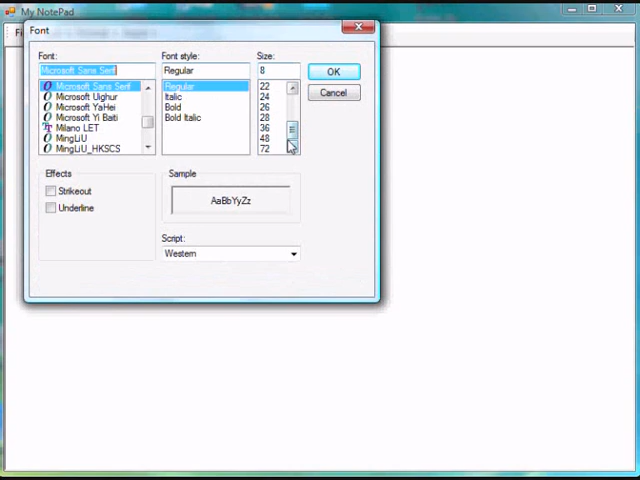 My NotePad
Font
Font:
Font style:
Size:
Microsoft Sans Serif
Regular
8
OK
Cancel
Microsoft Sans Serif
Microsoft Uighur
Microsoft YaHei
Microsoft Yi Baiti
Milano LET
MingLiU
MingLiU_HKSCS
Regular
Italic
Bold
Bold Italic
22
24
26
28
36
48
72
Effects
Strikeout
Underline
Sample
AaBbYyZz
Script:
Western